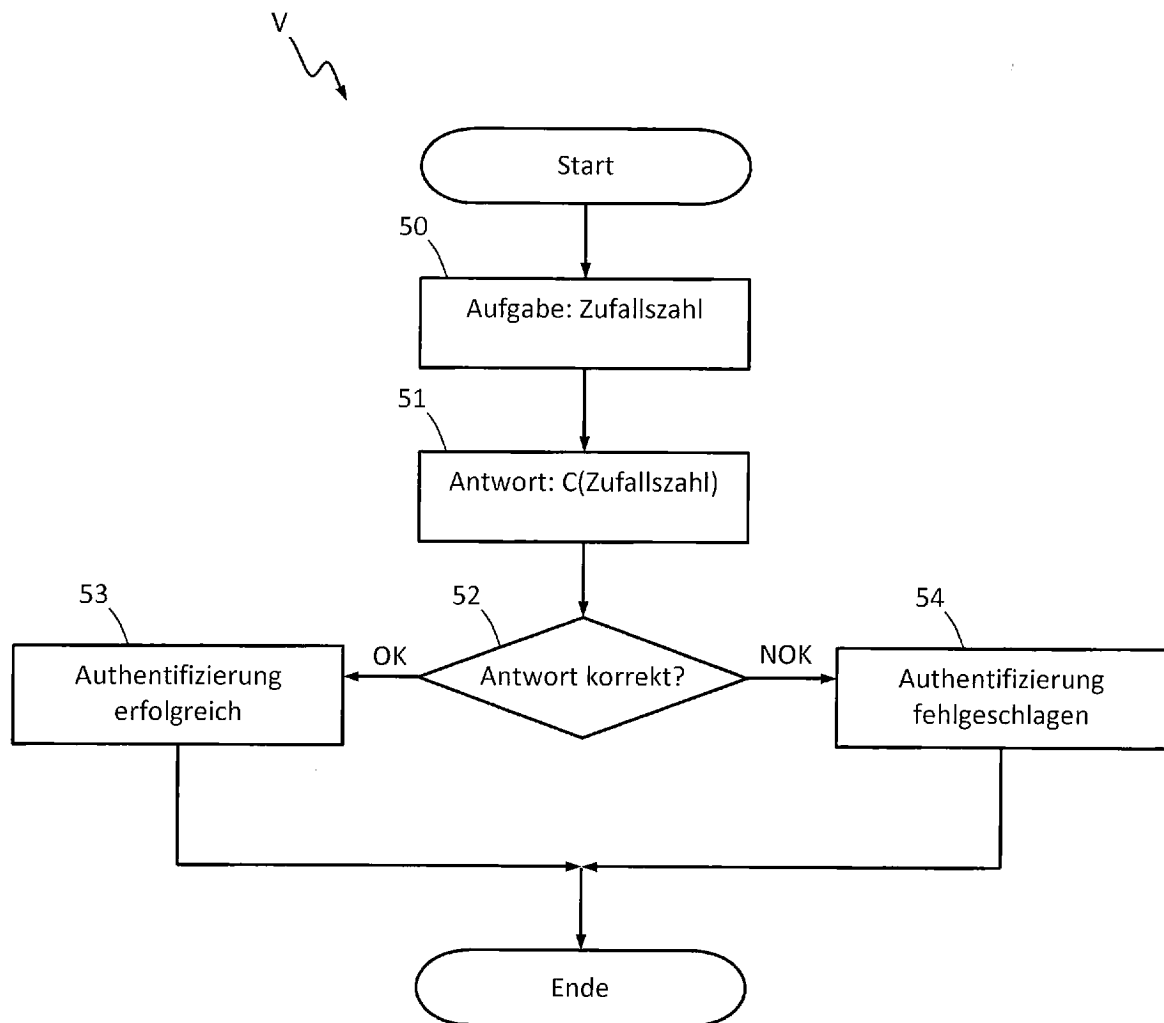 V
Start
50
Aufgabe: Zufallszahl
51
Antwort: C(Zufallszahl)
53
52
54
OK
Antwort korrekt?
NOK
Authentifizierung
erfolgreich
Authentifizierung
fehlgeschlagen
Ende